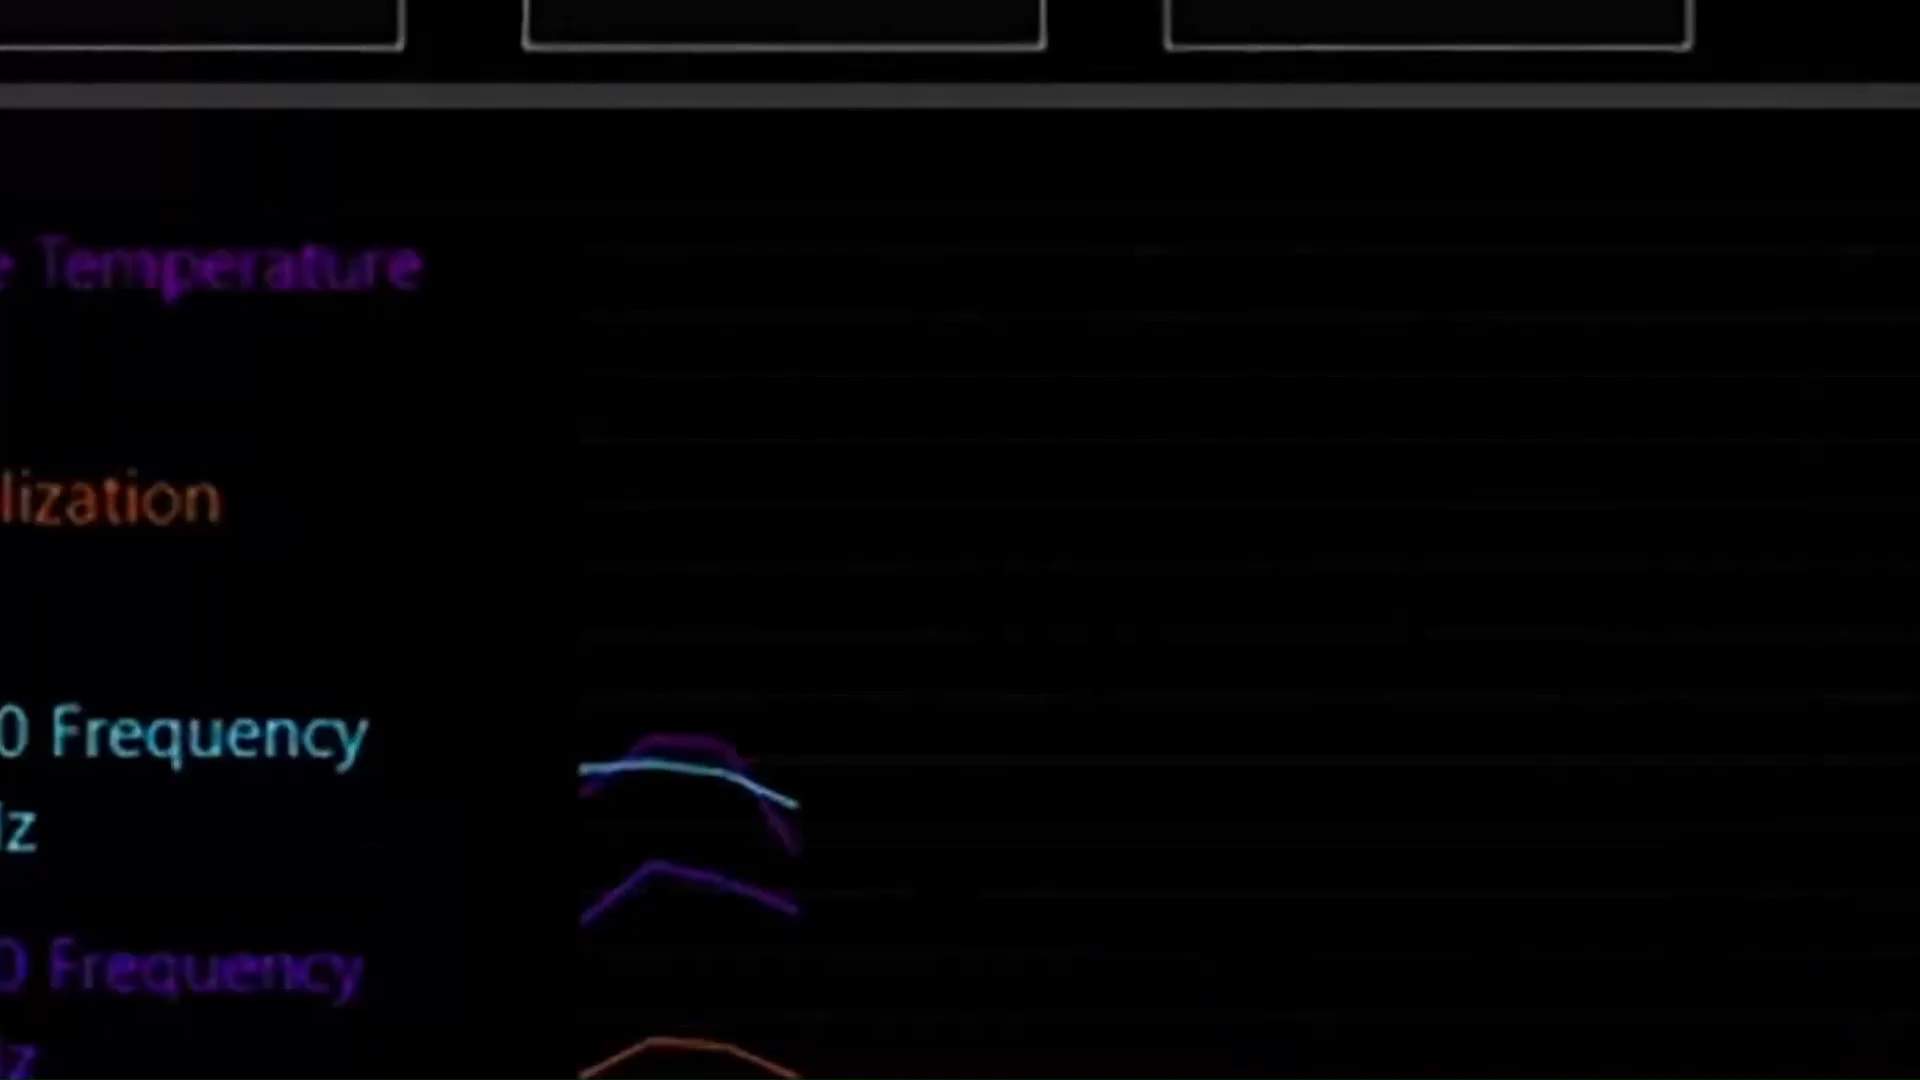 e Temperature
lization
0 Frequency
lz
0 Frequency
lz